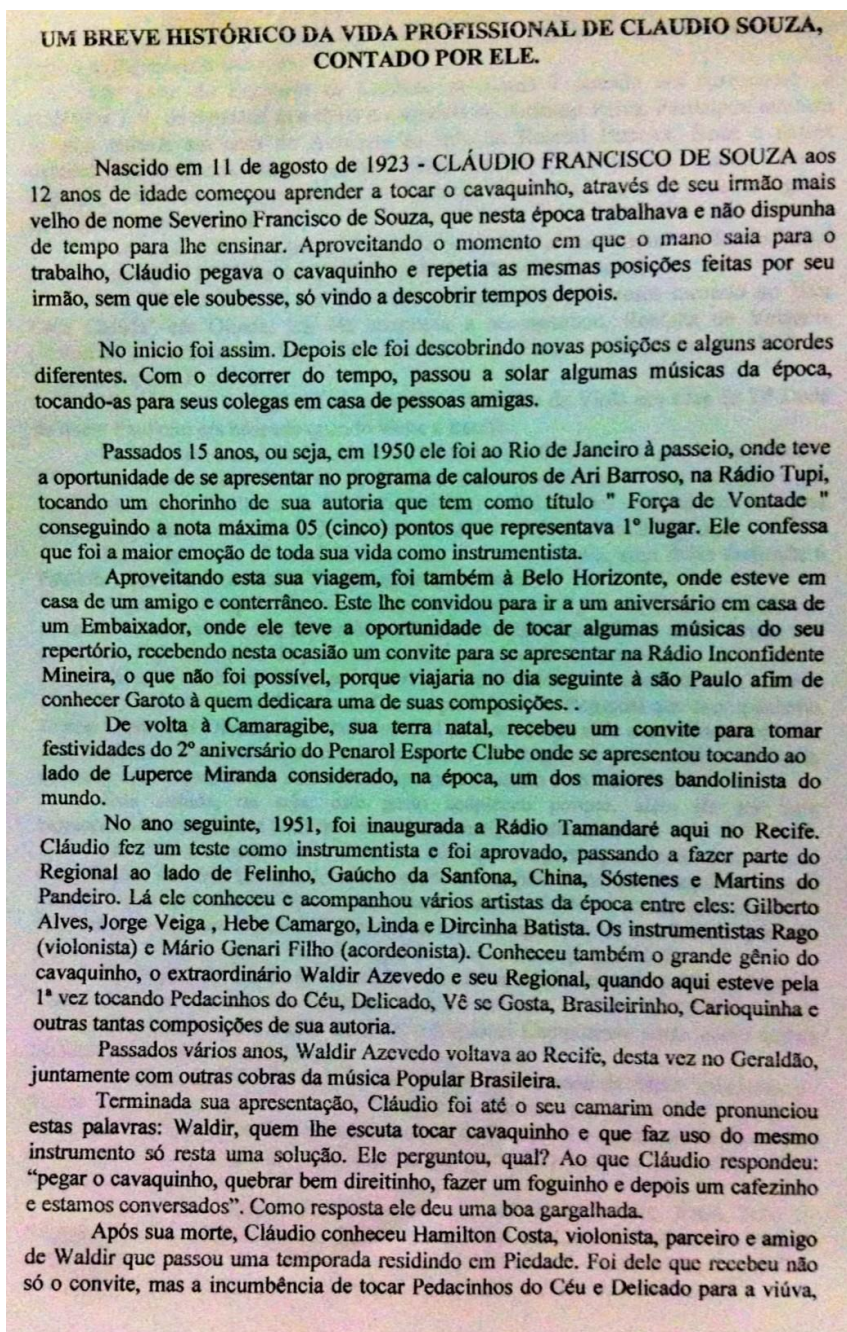 UM BREVE HISTÓRICO DA VIDA PROFISSIONAL DE CLAUDIO SOUZA,
CONTADO POR ELE.
Nascido em 11 de agosto de 1923 - CLÁUDIO FRANCISCO DE SOUZA aos
12 anos de idade começou aprender a tocar o cavaquinho, através de seu irmão mais
velho de nome Severino Francisco de Souza, que nesta época trabalhava e não dispunha
de tempo para lhe ensinar. Aproveitando o momento em que o mano saia para o
trabalho, Cláudio pegava o cavaquinho e repetia as mesmas posições feitas por seu
irmão, sem que ele soubesse, só vindo a descobrir tempos depois.
No inicio foi assim. Depois ele foi descobrindo novas posições e alguns acordes
diferentes. Com o decorrer do tempo, passou a solar algumas músicas da época,
tocando-as para seus colegas em casa de pessoas amigas.
Passados 15 anos, ou seja, em 1950 ele foi ao Rio de Janeiro à passeio, onde teve
a oportunidade de se apresentar no programa de calouros de Ari Barroso, na Rádio Tupi,
tocando um chorinho de sua autoria que tem como título " Força de Vontade "
conseguindo a nota máxima 05 (cinco) pontos que representava 1º lugar. Ele confessa
que foi a maior emoção de toda sua vida como instrumentista.
Aproveitando esta sua viagem, foi também à Belo Horizonte, onde esteve em
casa de um amigo e conterrâneo. Este lhe convidou para ir a um aniversário em casa de
um Embaixador, onde ele teve a oportunidade de tocar algumas músicas do seu
repertório, recebendo nesta ocasião um convite para se apresentar na Rádio Inconfidente
Mineira, o que não foi possível, porque viajaria no dia seguinte à são Paulo afim de
conhecer Garoto à quem dedicara uma de suas composições. .
De volta à Camaragibe, sua terra natal, recebeu um convite para tomar
festividades do 2º aniversário do Penarol Esporte Clube onde se apresentou tocando ao
lado de Luperce Miranda considerado, na época, um dos maiores bandolinista do
mundo.
No ano seguinte, 1951, foi inaugurada a Rádio Tamandaré aqui no Recife.
Cláudio fez um teste como instrumentista e foi aprovado, passando a fazer parte do
Regional ao lado de Felinho, Gaúcho da Sanfona, China, Sóstenes e Martins do
Pandeiro. Lá ele conheceu e acompanhou vários artistas da época entre eles: Gilberto
Alves, Jorge Veiga , Hebe Camargo, Linda e Dircinha Batista. Os instrumentistas Rago
(violonista) e Mário Genari Filho (acordeonista). Conheceu também o grande gênio do
cavaquinho, o extraordinário Waldir Azevedo e seu Regional, quando aqui esteve pela
1ª vez tocando Pedacinhos do Céu, Delicado, Vê se Gosta, Brasileirinho, Carioquinha e
outras tantas composições de sua autoria.
Passados vários anos, Waldir Azevedo voltava ao Recife, desta vez no Geraldão,
juntamente com outras cobras da música Popular Brasileira.
Terminada sua apresentação, Cláudio foi até o seu camarim onde pronunciou
estas palavras: Waldir, quem lhe escuta tocar cavaquinho e que faz uso do mesmo
instrumento só resta uma solução. Ele perguntou, qual? Ao que Cláudio respondeu:
“pegar o cavaquinho, quebrar bem direitinho, fazer um foguinho e depois um cafezinho
e estamos conversados”. Como resposta ele deu uma boa gargalhada.
Após sua morte, Cláudio conheceu Hamilton Costa, violonista, parceiro e amigo
de Waldir que passou uma temporada residindo em Piedade. Foi dele que recebeu não
só o convite, mas a incumbência de tocar Pedacinhos do Céu e Delicado para a viúva,